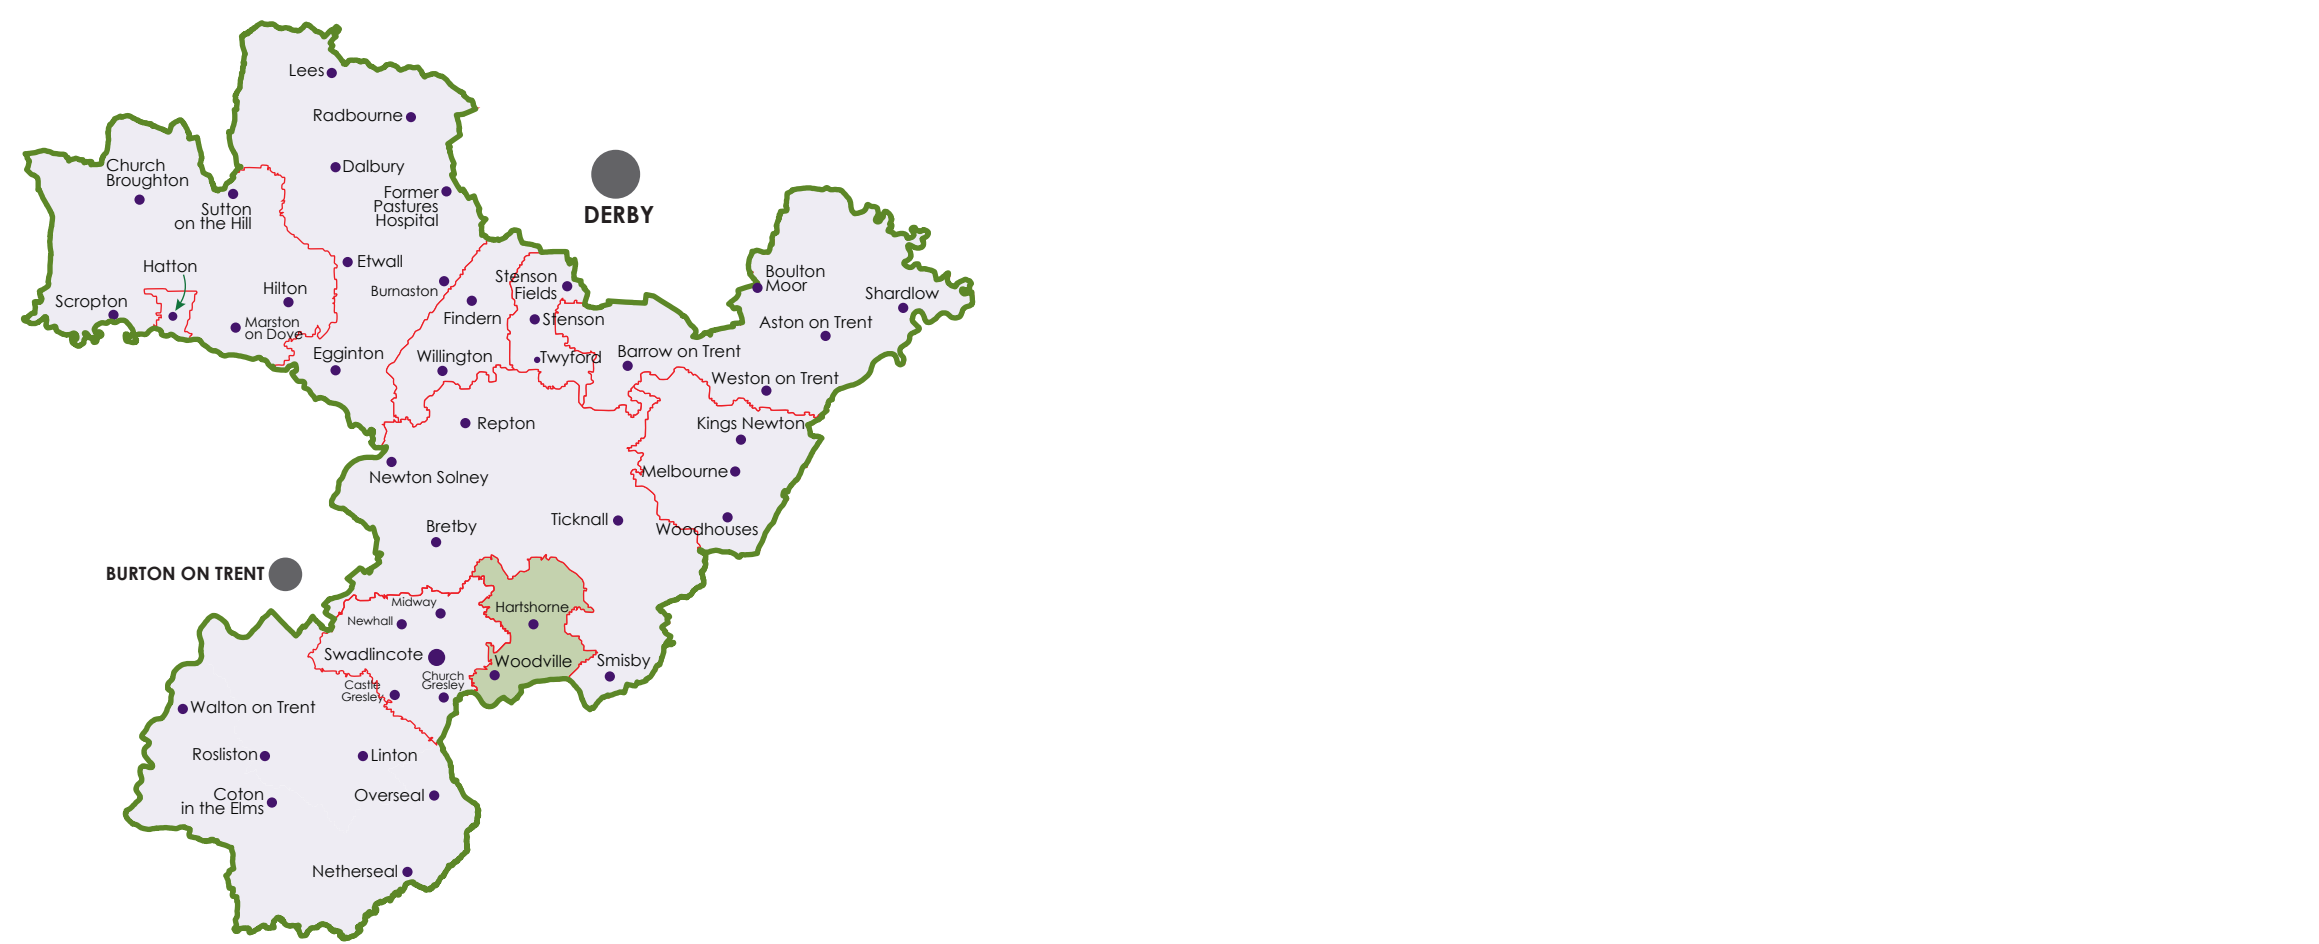 Lees
Radbourne
Church
Broughton
Dalbury
Former
Pastures
Hospital
Sutton
on the Hill
DERBY
Hatton
Etwall
Burnaston
Stenson
Fields
Boulton
Moor
Scropton
Hilton
Shardlow
Marston
on Dove
Findern
Stenson
Aston on Trent
Egginton
Willington
Twyford
Barrow on Trent
Weston on Trent
Repton
Kings Newton
Newton Solney
Melbourne
Bretby
Ticknall
Woodhouses
BURTON ON TRENT
Midway
Newhall
Hartshorne
Swadlincote
Woodville
Smisby
Church
Gresley
Castle
Gresley
Walton on Trent
Rosliston
Linton
Coton
in the Elms
Overseal
Netherseal